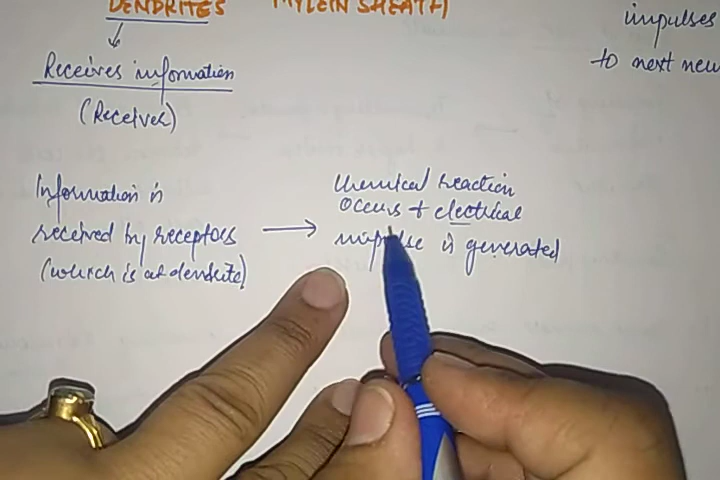 DENDRITES MYLEIN SHEATH)
Receives information
(Receiver)
impulses
to next neu
Information is
received by receptors
(which is at dendrite)
→
Chemical reaction
occurs + electrical
impulse is generated